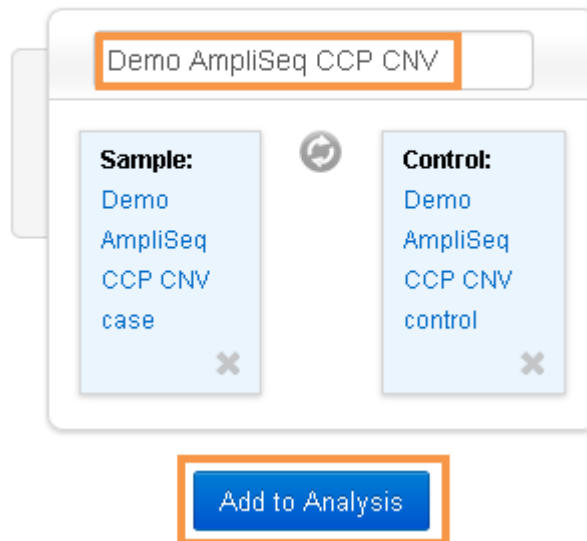 Demo AmpliSeq CCP CNV
Sample:
Demo
AmpliSeq
CCP CNV
case
Control:
Demo
AmpliSeq
CCP CNV
control
Add to Analysis